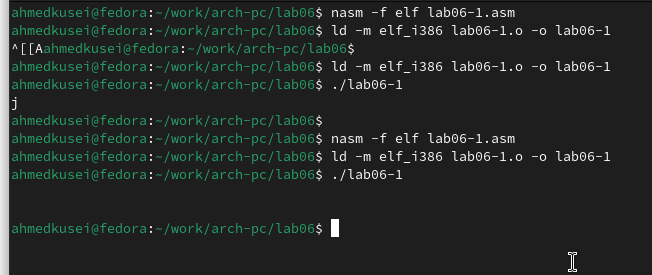 ahmedkusei@fedora:~/work/arch-pc/lab06$ nasm -f elf lab06-1.asm
ahmedkusei@fedora:~/work/arch-pc/lab06$ ld -m elf_i386 lab06-1.o -o lab06-1
^[[Aahmedkusei@fedora:~/work/arch-pc/lab06$
ahmedkusei@fedora:~/work/arch-pc/lab06$ ld -m elf_i386 lab06-1.o -o lab06-1
ahmedkusei@fedora:~/work/arch-pc/lab06$ ./lab06-1
j
ahmedkusei@fedora:~/work/arch-pc/lab06$
ahmedkusei@fedora:~/work/arch-pc/lab06$ nasm -f elf lab06-1.asm
ahmedkusei@fedora:~/work/arch-pc/lab06$ ld -m elf_i386 lab06-1.o -o lab06-1
ahmedkusei@fedora:~/work/arch-pc/lab06$ ./lab06-1
ahmedkusei@fedora:~/work/arch-pc/lab06$